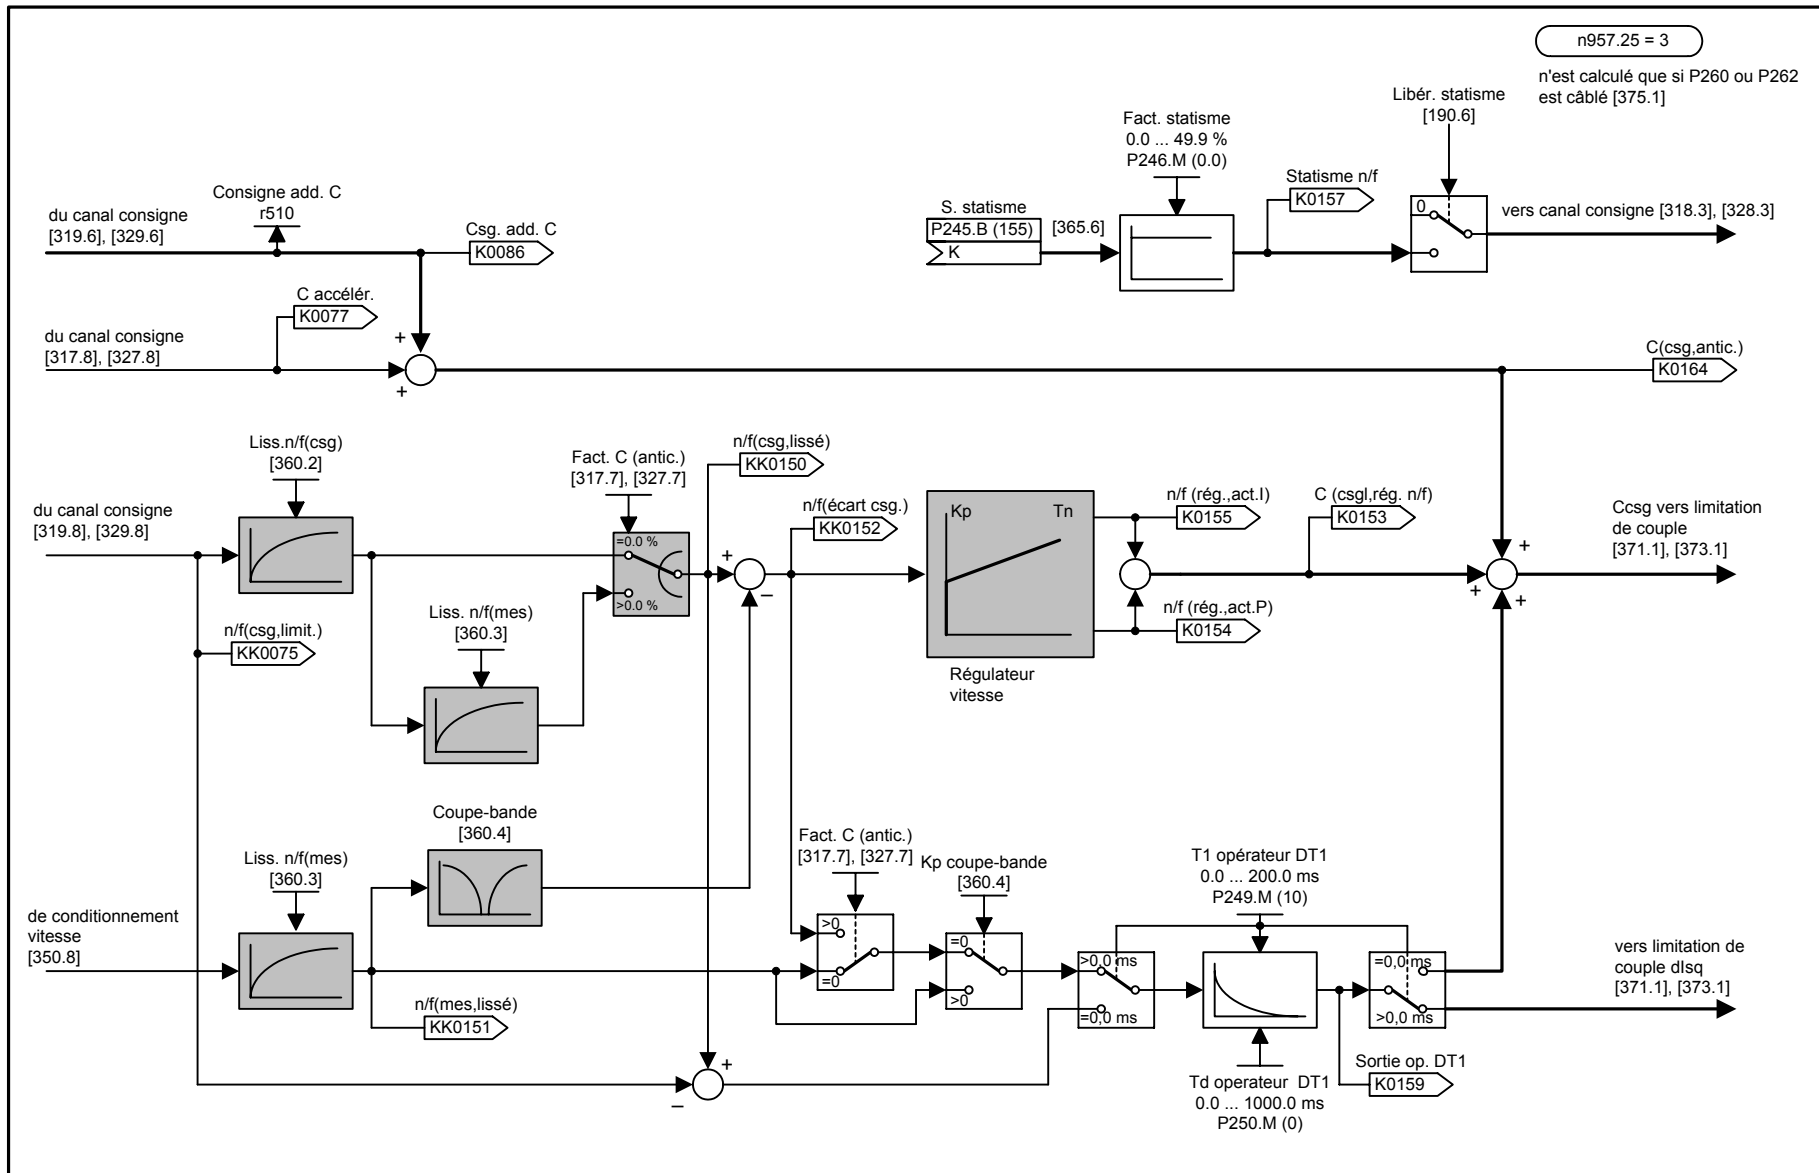 n957.25 = 3
n'est calculé que si P260 ou P262
est câblé [375.1]
Libér. statisme
[190.6]
Fact. statisme
0.0 ... 49.9 %
P246.M (0.0)
Statisme n/f
K0157
S. statisme
P245.B (155)
K
[365.6]
0
vers canal consigne [318.3], [328.3]
Consigne add. C
r510
du canal consigne
[319.6], [329.6]
Csg. add. C
K0086
C accélér.
K0077
du canal consigne
[317.8], [327.8]
+
+
C(csg,antic.)
K0164
Liss.n/f(csg)
[360.2]
Fact. C (antic.)
[317.7], [327.7]
n/f(csg,lissé)
KK0150
du canal consigne
[319.8], [329.8]
=0.0 %
>0.0 %
n/f(écart csg.)
KK0152
+
–
Kp
Tn
n/f (rég.,act.I)
K0155
C (csgl,rég. n/f)
K0153
n/f (rég.,act.P)
K0154
Régulateur
vitesse
+
+
+
Ccsg vers limitation
de couple
[371.1], [373.1]
n/f(csg,limit.)
KK0075
Liss. n/f(mes)
[360.3]
Coupe-bande
[360.4]
Liss. n/f(mes)
[360.3]
de conditionnement
vitesse
[350.8]
n/f(mes,lissé)
KK0151
Fact. C (antic.)
[317.7], [327.7]
>0
=0
Kp coupe-bande
[360.4]
=0
>0
T1 opérateur DT1
0.0 ... 200.0 ms
P249.M (10)
>0,0 ms
=0,0 ms
=0,0 ms
>0,0 ms
vers limitation de
couple dIsq
[371.1], [373.1]
+
–
Td operateur DT1
0.0 ... 1000.0 ms
P250.M (0)
Sortie op. DT1
K0159